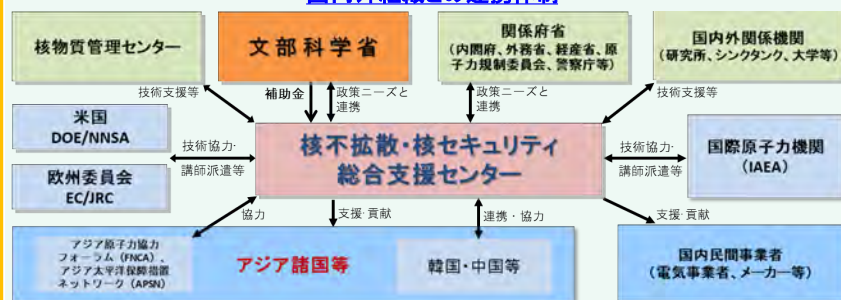 国内外組織との連携体制
核物質管理センター
文部科学省
関係府省
(内閣府、外務省、経産省、原
子力規制委員会、警察庁等)
国内外関係機関
(研究所、シンクタンク、大学等)
技術支援等
補助金
政策ニーズと
連携
政策ニーズと
連携
技術支援等
米国
DOE/NNSA
欧州委員会
EC/JRC
技術協力・
講師派遣等
核不拡散・核セキュリティ
総合支援センター
技術協力・
講師派遣等
国際原子力機関
(IAEA)
協力
支援・貢献
連携・協力
支援・貢献
アジア原子力協力
フォーラム(FNCA)、
アジア太平洋保障措置
ネットワーク(APSN)
アジア諸国等
韓国・中国等
国内民間事業者
(電気事業者、メーカー等)